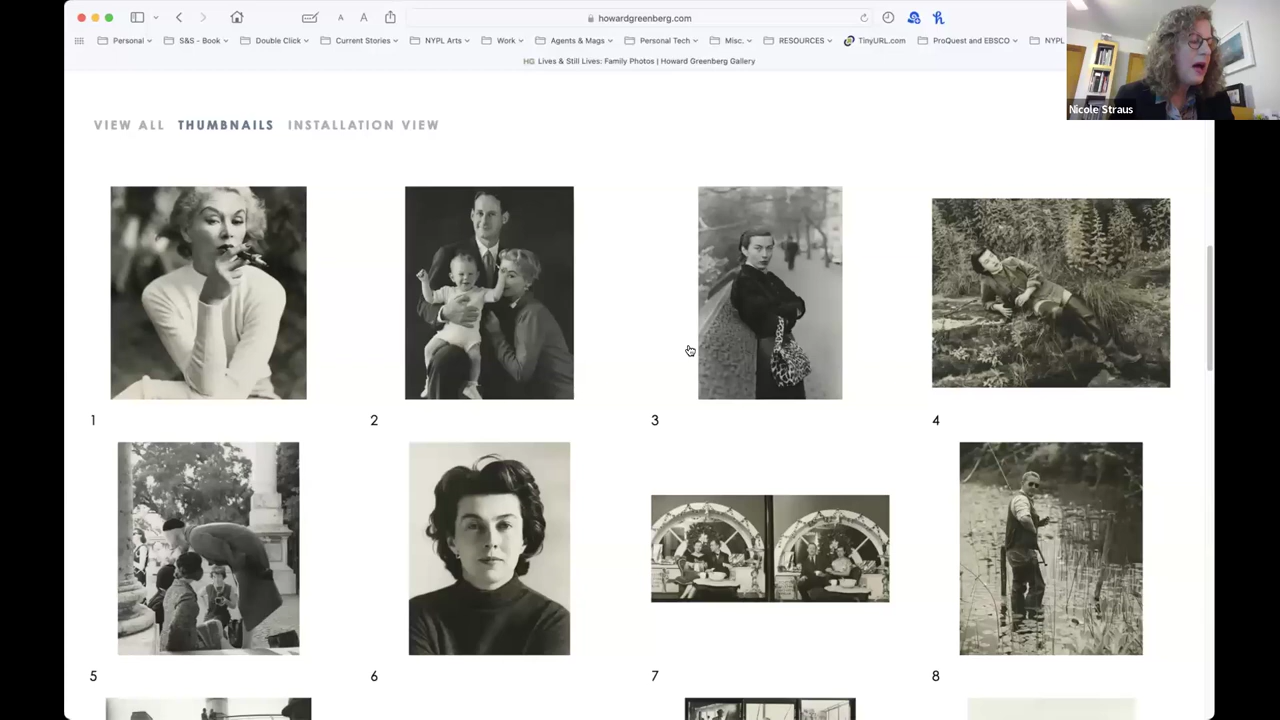 howardgreenberg.com
Personal
S&S - Book
Double Click
Current Stories
NYPL Arts
Work
Agents & Mags
Personal Tech
Misc.
RESOURCES
TinyURL.com
ProQuest and EBSCO
NYPL
HG Lives & Still Lives: Family Photos | Howard Greenberg Gallery
Nicole Straus
VIEW ALL THUMBNAILS INSTALLATION VIEW
1 2 3 4
5 6 7 8